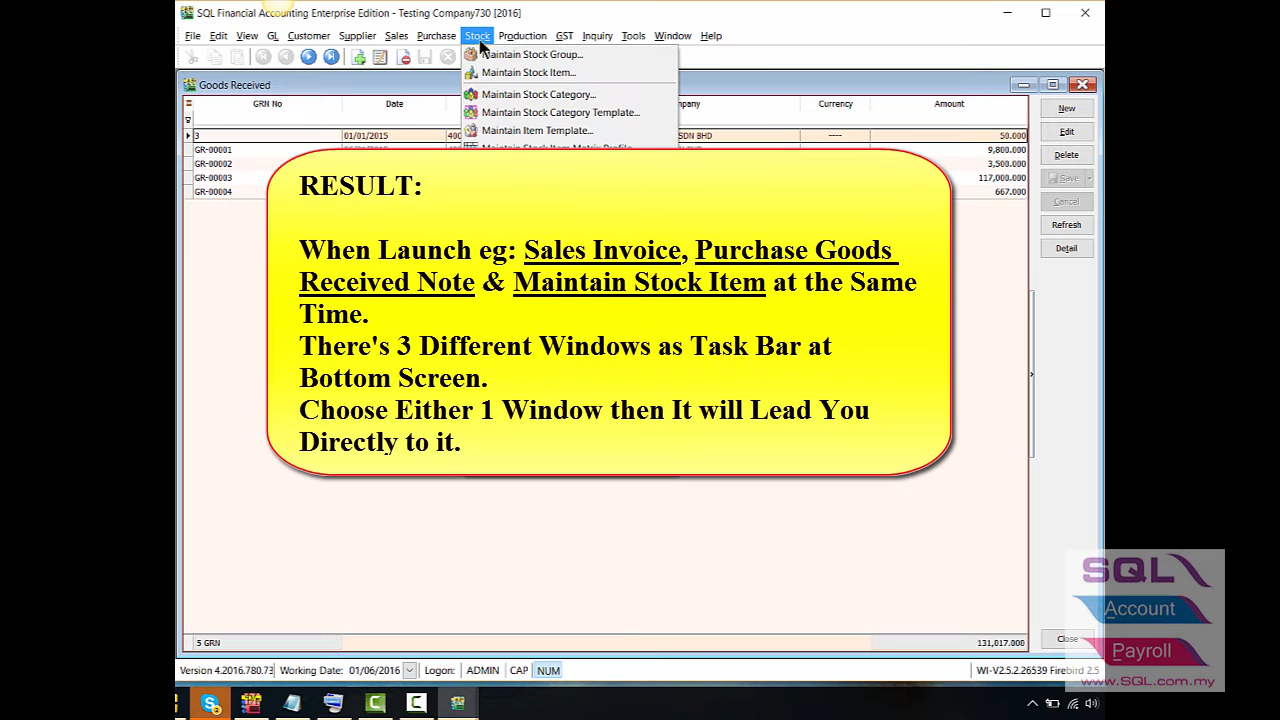 SQL Financial Accounting Enterprise Edition - Testing Company730 [2016]
File Edit View GL Customer Supplier Sales Purchase Stock Production GST Inquiry Tools Window Help
Maintain Stock Group...
Maintain Stock Item...
Maintain Stock Category...
Maintain Stock Category Template...
Maintain Item Template...
Maintain Stock Item Matrix Profile
Goods Received
GRN No Date Currency Amount
3 01/01/2015 400 SDN BHD ---- 50.000
GR-00001 9,800.000
GR-00002 3,500.000
GR-00003 117,000.000
GR-00004 667.000
New
Edit
Delete
Save
Cancel
Refresh
Detail
RESULT:
When Launch eg: Sales Invoice, Purchase Goods
Received Note & Maintain Stock Item at the Same
Time.
There's 3 Different Windows as Task Bar at
Bottom Screen.
Choose Either 1 Window then It will Lead You
Directly to it.
5 GRN 131,017.000
Close
SQL
Account
Payroll
www.SQL.com.my
Version 4.2016.780.73 Working Date: 01/06/2016 Logon: ADMIN CAP NUM WI-V2.5.2.26539 Firebird 2.5